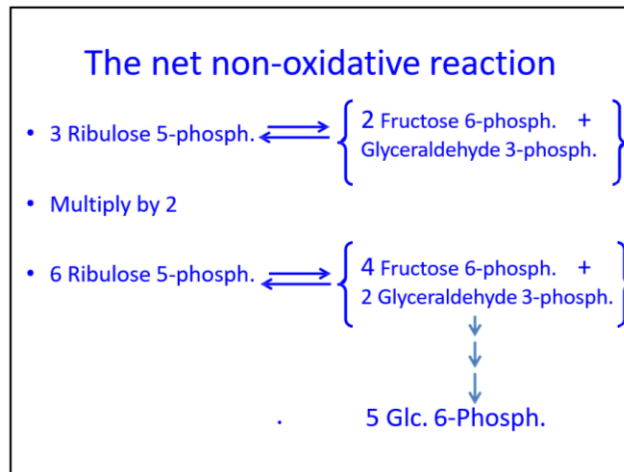 The net non-oxidative reaction
• 3 Ribulose 5-phosph.
2 Fructose 6-phosph. +
Glyceraldehyde 3-phosph.
• Multiply by 2
• 6 Ribulose 5-phosph.
4 Fructose 6-phosph. +
2 Glyceraldehyde 3-phosph.
. 5 Glc. 6-Phosph.